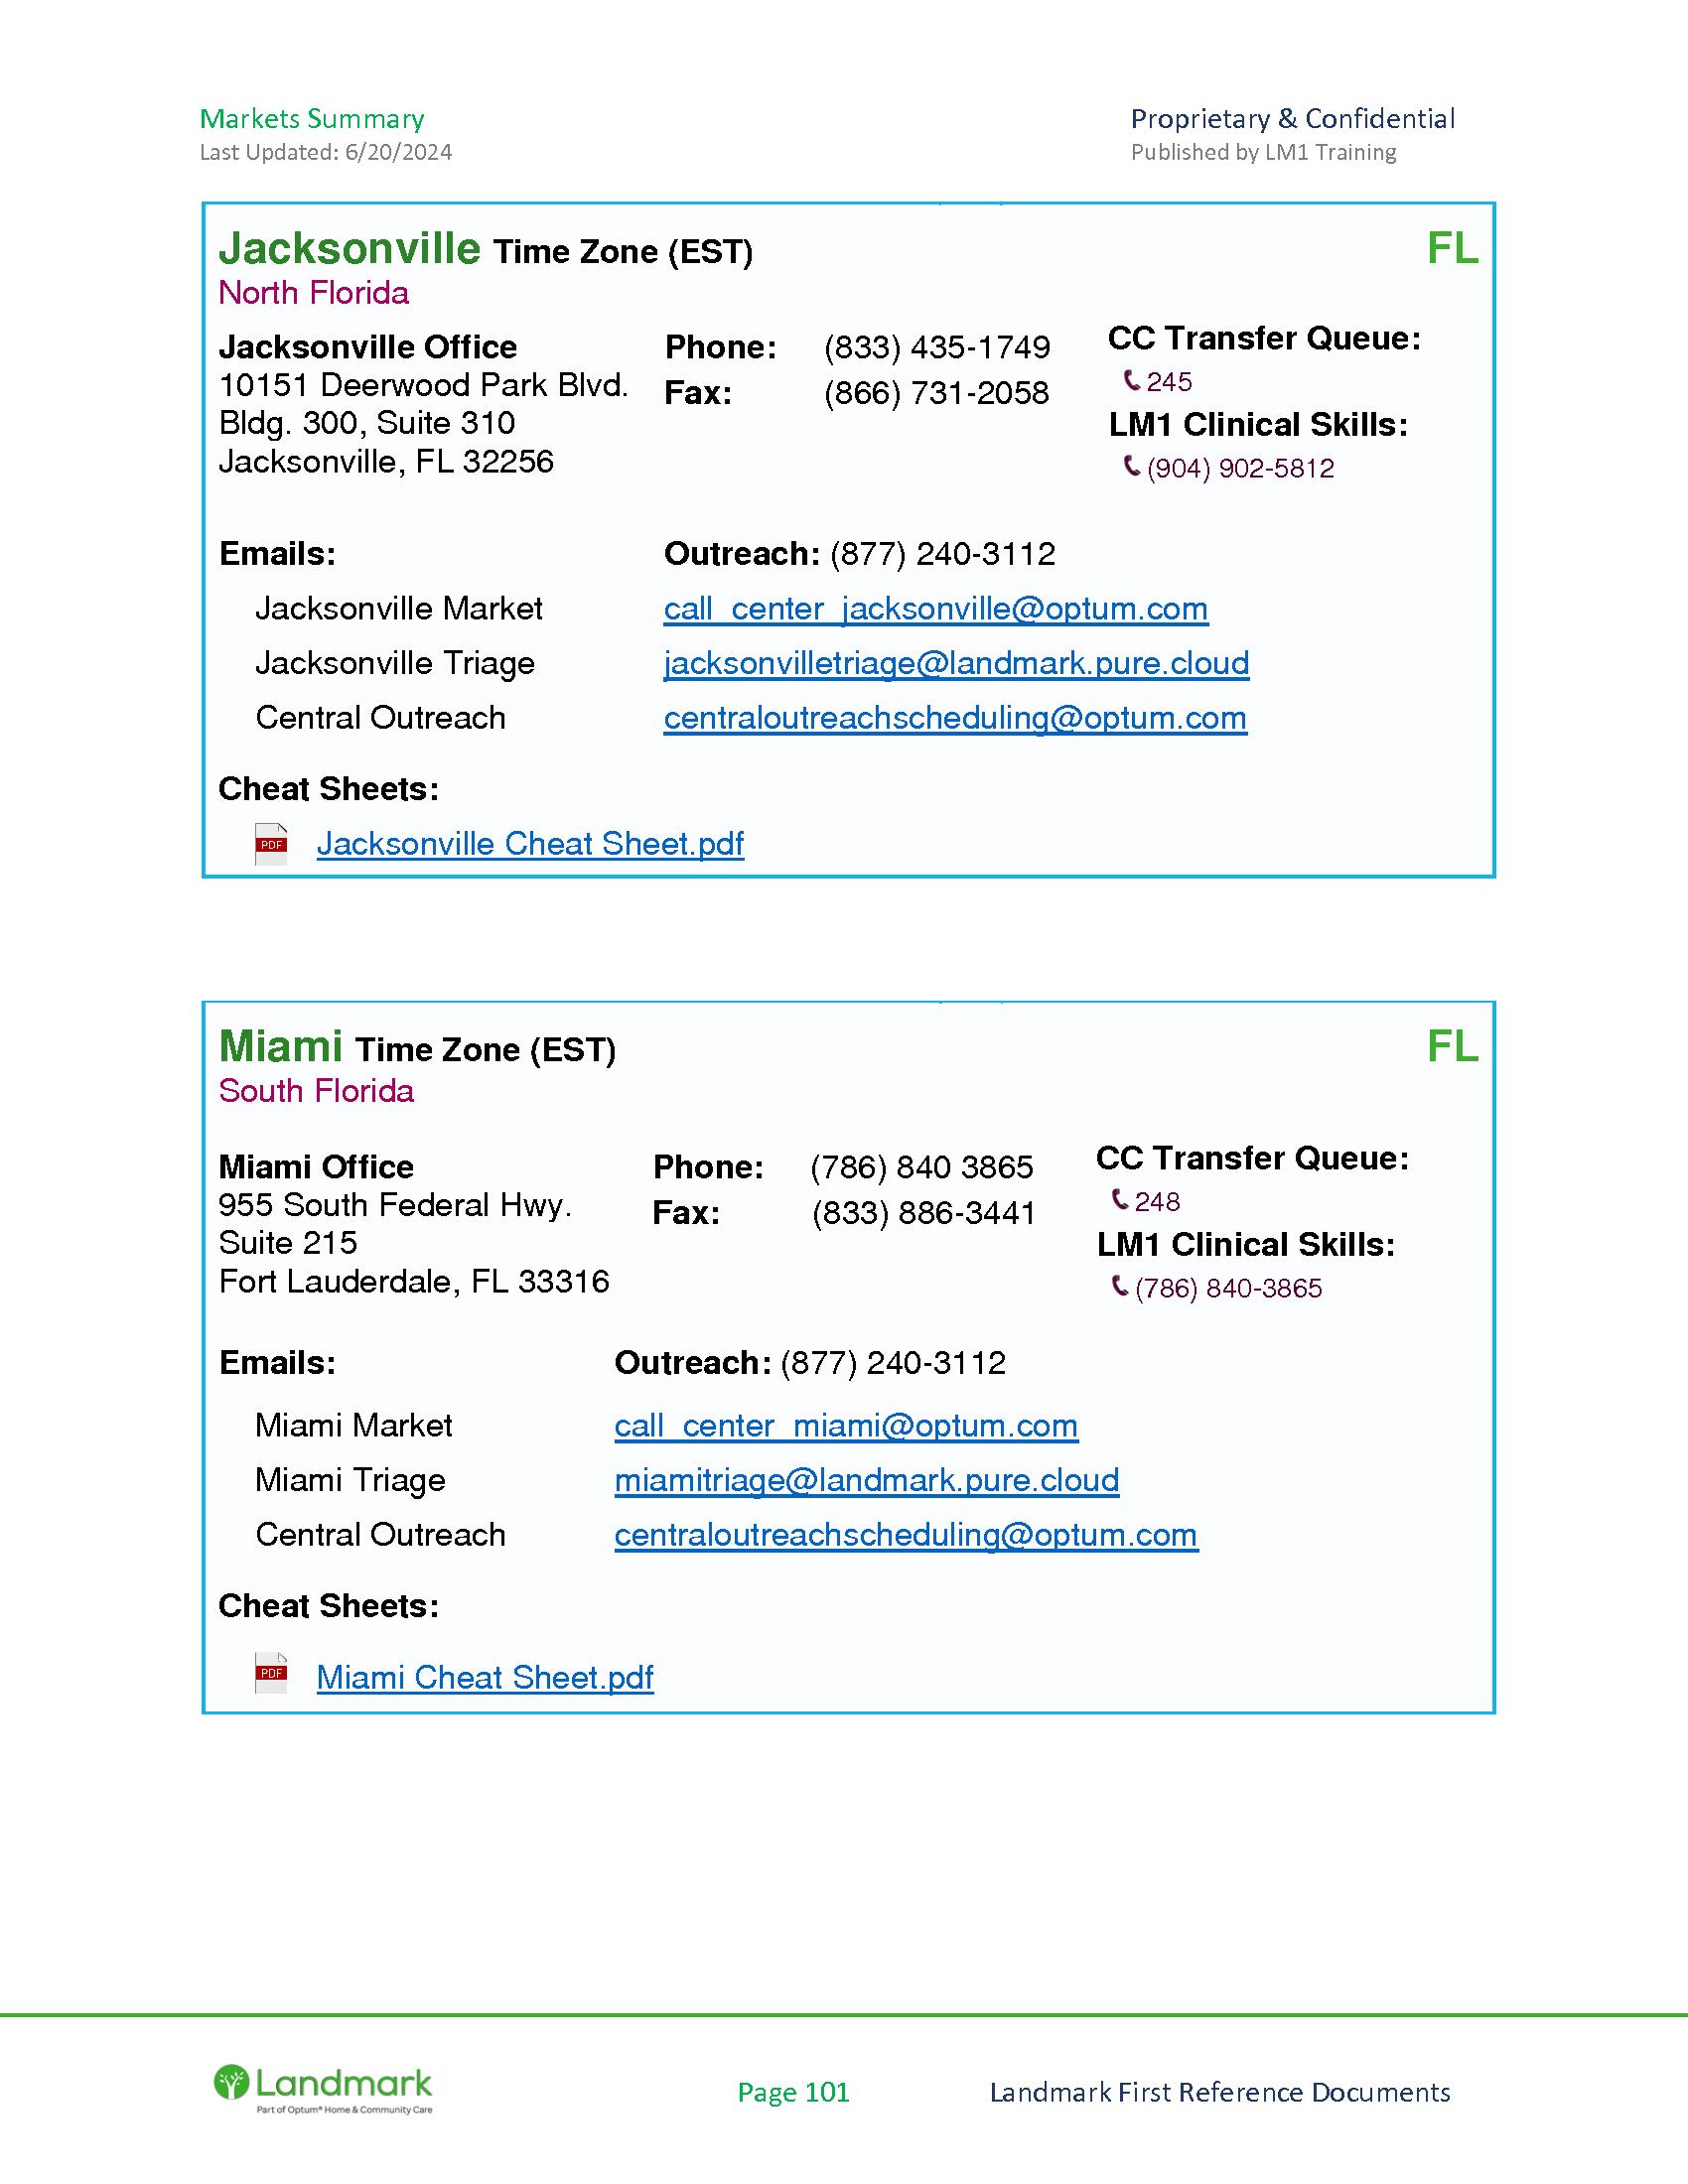 Markets Summary
Proprietary & Confidential
Last Updated: 6/20/2024
Published by LM1 Training
Jacksonville Time Zone (EST)
FL
North Florida
Jacksonville Office
10151 Deerwood Park Blvd.
Bldg. 300, Suite 310
Jacksonville, FL 32256
Phone: (833) 435-1749
Fax: (866) 731-2058
CC Transfer Queue:
245
LM1 Clinical Skills:
(904) 902-5812
Emails:
Outreach: (877) 240-3112
Jacksonville Market call_center_jacksonville@optum.com
Jacksonville Triage jacksonvilletriage@landmark.pure.cloud
Central Outreach centraloutreachscheduling@optum.com
Cheat Sheets:
PDF Jacksonville Cheat Sheet.pdf
Miami Time Zone (EST)
FL
South Florida
Miami Office
955 South Federal Hwy.
Suite 215
Fort Lauderdale, FL 33316
Phone: (786) 840 3865
Fax: (833) 886-3441
CC Transfer Queue:
248
LM1 Clinical Skills:
(786) 840-3865
Emails:
Outreach: (877) 240-3112
Miami Market call_center_miami@optum.com
Miami Triage miamitriage@landmark.pure.cloud
Central Outreach centraloutreachscheduling@optum.com
Cheat Sheets:
PDF Miami Cheat Sheet.pdf
Landmark
Part of Optum® Home & Community Care
Page 101
Landmark First Reference Documents